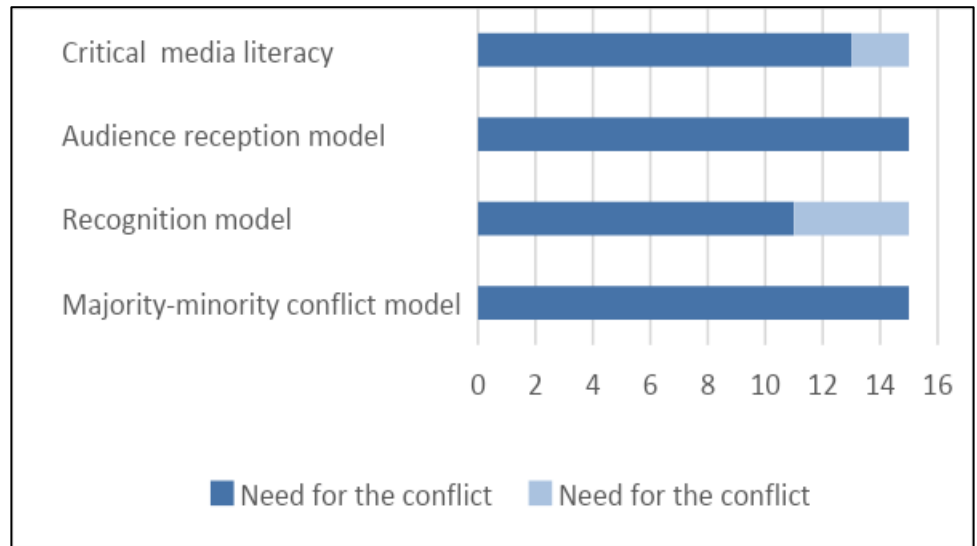 Critical media literacy
Audience reception model
Recognition model
Majority-minority conflict model
0 2 4 6 8 10 12 14 16
Need for the conflict Need for the conflict